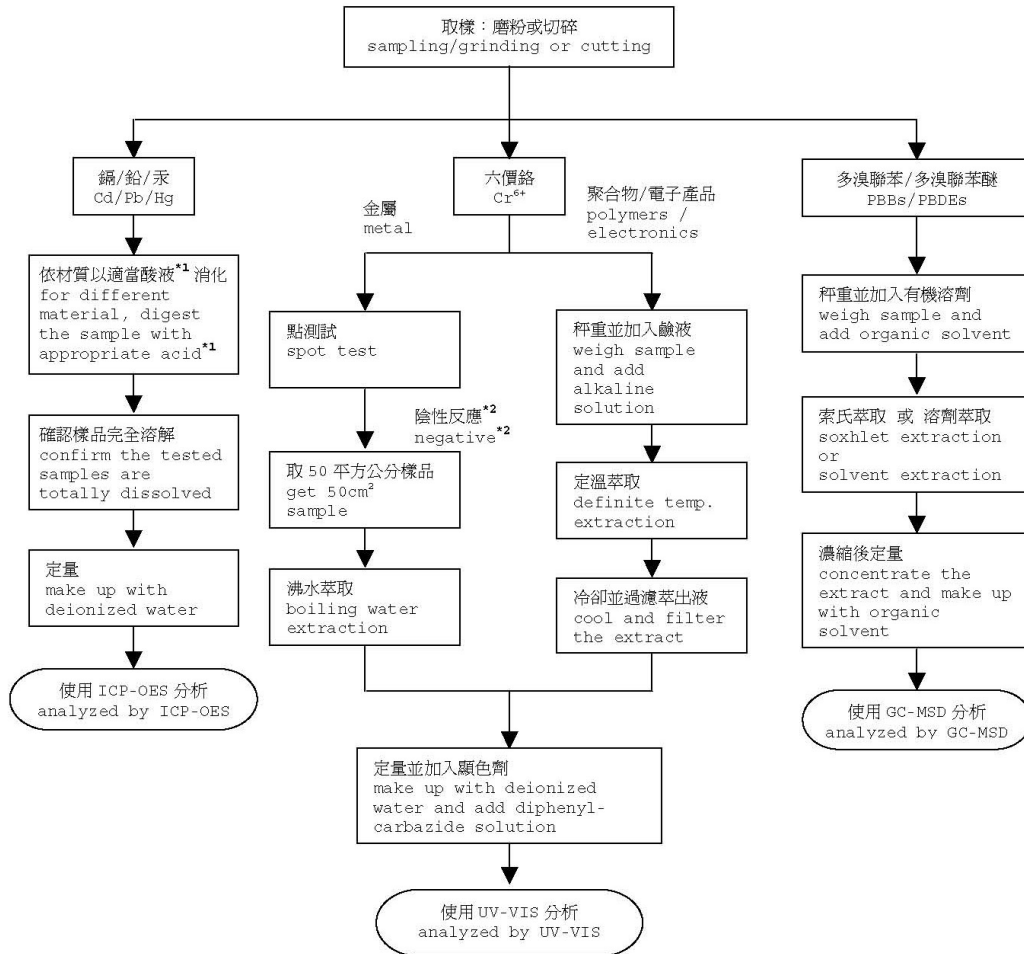 取樣：磨粉或切碎
sampling/grinding or cutting
鎘/鉛/汞
Cd/Pb/Hg
依材質以適當酸液*1 消化
for different
material, digest
the sample with
appropriate acid*1
確認樣品完全溶解
confirm the tested
samples are
totally dissolved
定量
make up with
deionized water
使用 ICP-OES 分析
analyzed by ICP-OES
六價鉻
Cr6+
金屬
metal
聚合物/電子產品
polymers /
electronics
點測試
spot test
陰性反應*2
negative*2
取 50 平方公分樣品
get 50cm²
sample
沸水萃取
boiling water
extraction
秤重並加入鹼液
weigh sample
and add
alkaline
solution
定溫萃取
definite temp.
extraction
冷卻並過濾萃出液
cool and filter
the extract
定量並加入顯色劑
make up with deionized
water and add diphenyl-
carbazide solution
使用 UV-VIS 分析
analyzed by UV-VIS
多溴聯苯/多溴聯苯醚
PBBs/PBDEs
秤重並加入有機溶劑
weigh sample and
add organic solvent
索氏萃取 或 溶劑萃取
soxhlet extraction
or
solvent extraction
濃縮後定量
concentrate the
extract and make up
with organic
solvent
使用 GC-MSD 分析
analyzed by GC-MSD